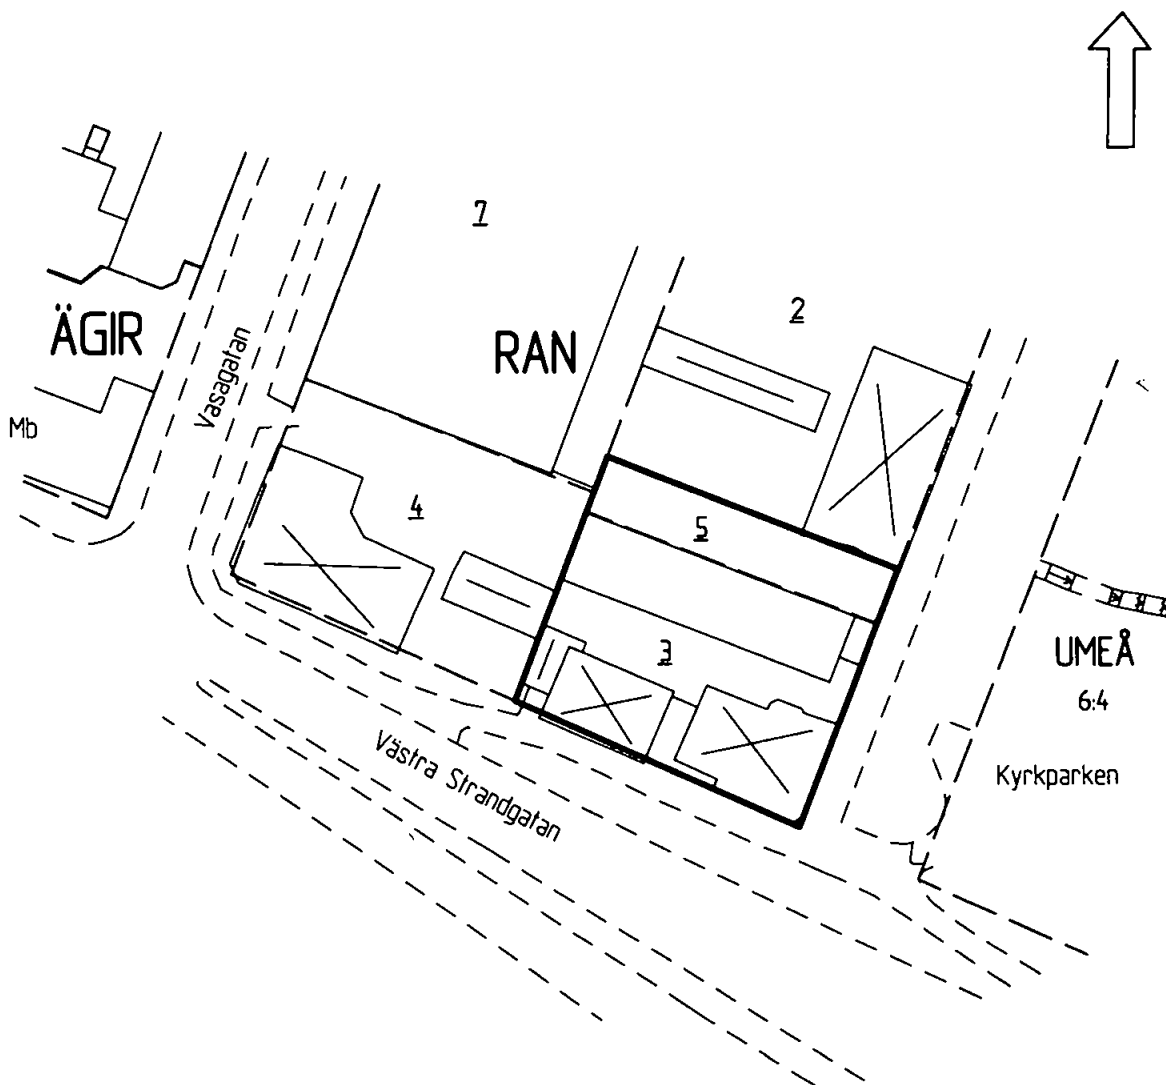 7
2
ÄGIR
RAN
Vasagatan
Mb
4
5
3
UMEÅ
6:4
Kyrkparken
Västra Strandgatan